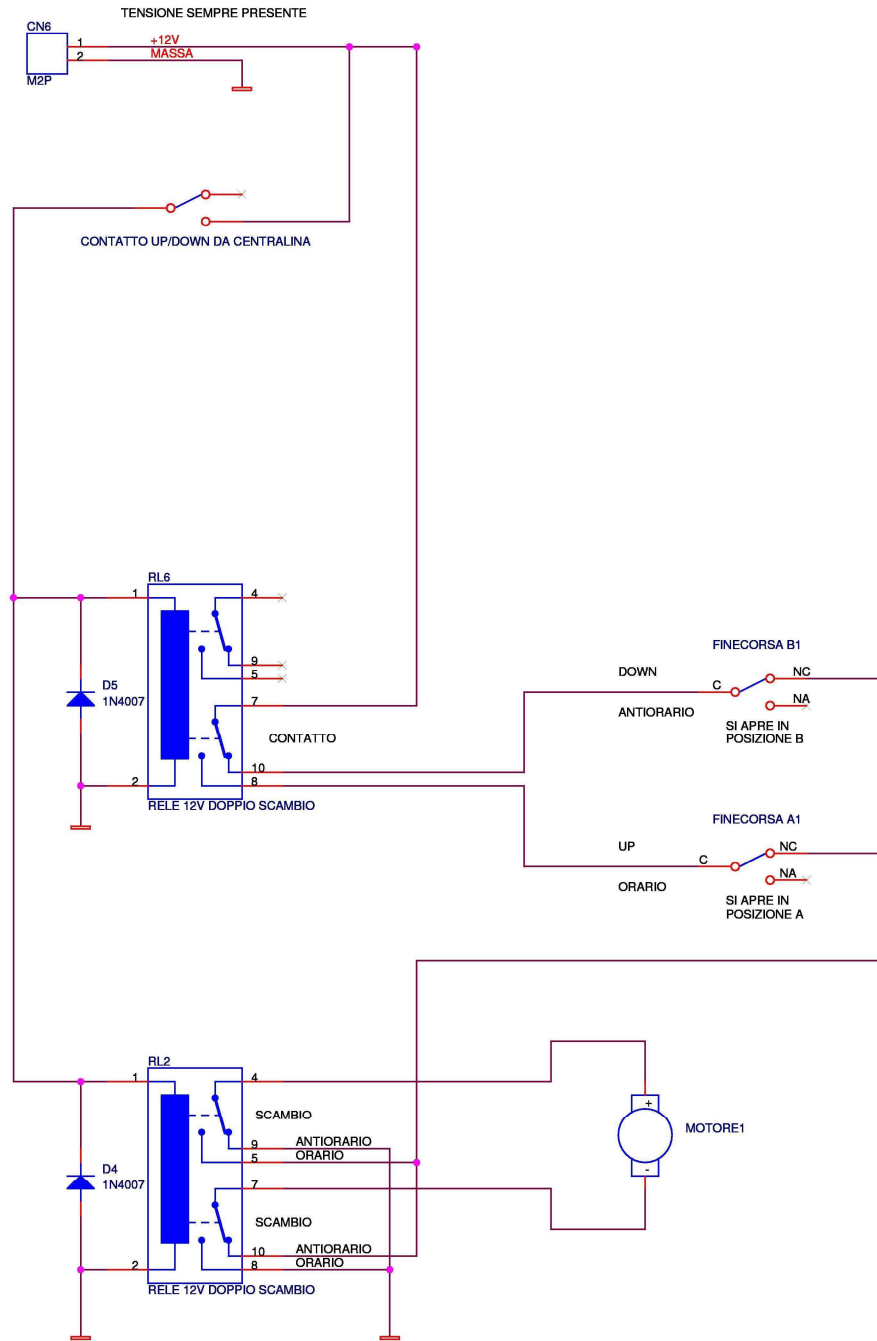 TENSIONE SEMPRE PRESENTE
CN6
1
+12V
2
MASSA
M2P
CONTATTO UP/DOWN DA CENTRALINA
RL6
1
4
9
5
D5
1N4007
7
CONTATTO
10
2
8
RELE 12V DOPPIO SCAMBIO
FINECORSA B1
DOWN
C
NC
NA
ANTIORARIO
SI APRE IN
POSIZIONE B
FINECORSA A1
UP
C
NC
NA
ORARIO
SI APRE IN
POSIZIONE A
RL2
1
4
SCAMBIO
9
ANTIORARIO
5
ORARIO
D4
1N4007
7
SCAMBIO
10
ANTIORARIO
2
8
ORARIO
RELE 12V DOPPIO SCAMBIO
+
MOTORE1
-